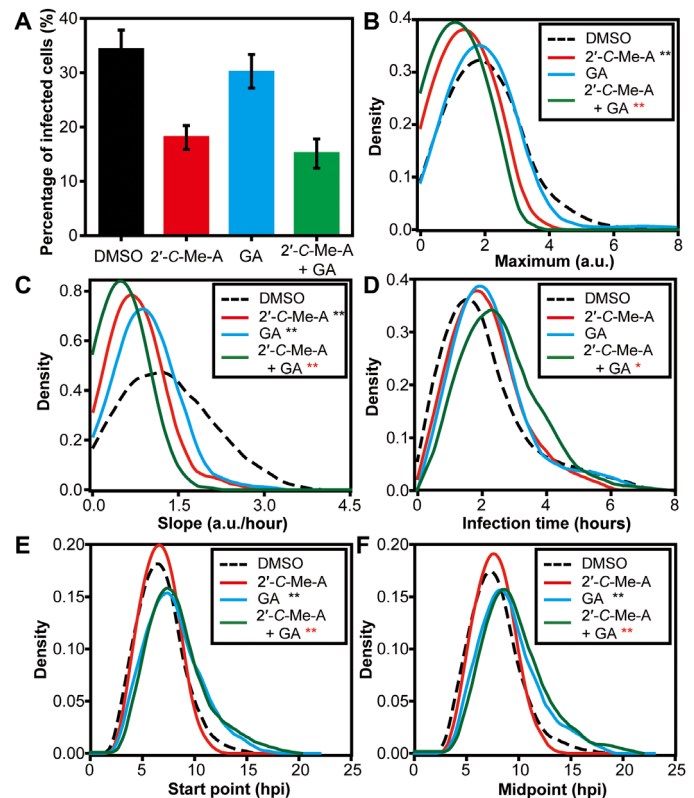 A
Percentage of infected cells (%)
40
30
20
10
0
DMSO
2′-C-Me-A
GA
2′-C-Me-A
+ GA
B
Density
0.4
0.3
0.2
0.1
0.0
DMSO
2′-C-Me-A **
GA
2′-C-Me-A
+ GA **
0 2 4 6 8
Maximum (a.u.)
C
Density
0.8
0.6
0.4
0.2
0.0
DMSO
2′-C-Me-A **
GA **
2′-C-Me-A
+ GA **
0.0 1.5 3.0 4.5
Slope (a.u./hour)
D
Density
0.4
0.3
0.2
0.1
0.0
DMSO
2′-C-Me-A
GA
2′-C-Me-A
+ GA *
0 2 4 6 8
Infection time (hours)
E
Density
0.20
0.15
0.10
0.05
0.00
DMSO
2′-C-Me-A
GA **
2′-C-Me-A
+ GA **
0 5 10 15 20 25
Start point (hpi)
F
Density
0.20
0.15
0.10
0.05
0.00
DMSO
2′-C-Me-A
GA **
2′-C-Me-A
+ GA **
0 5 10 15 20 25
Midpoint (hpi)